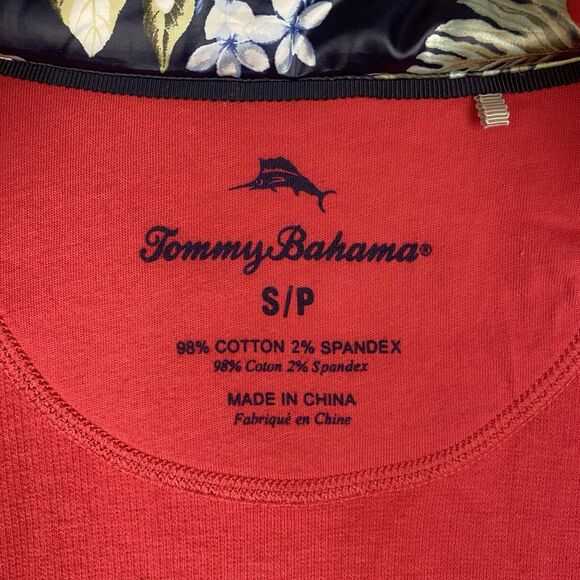 Tommy Bahama®
S/P
98% COTTON 2% SPANDEX
98% Coton 2% Spandex
MADE IN CHINA
Fabriqué en Chine